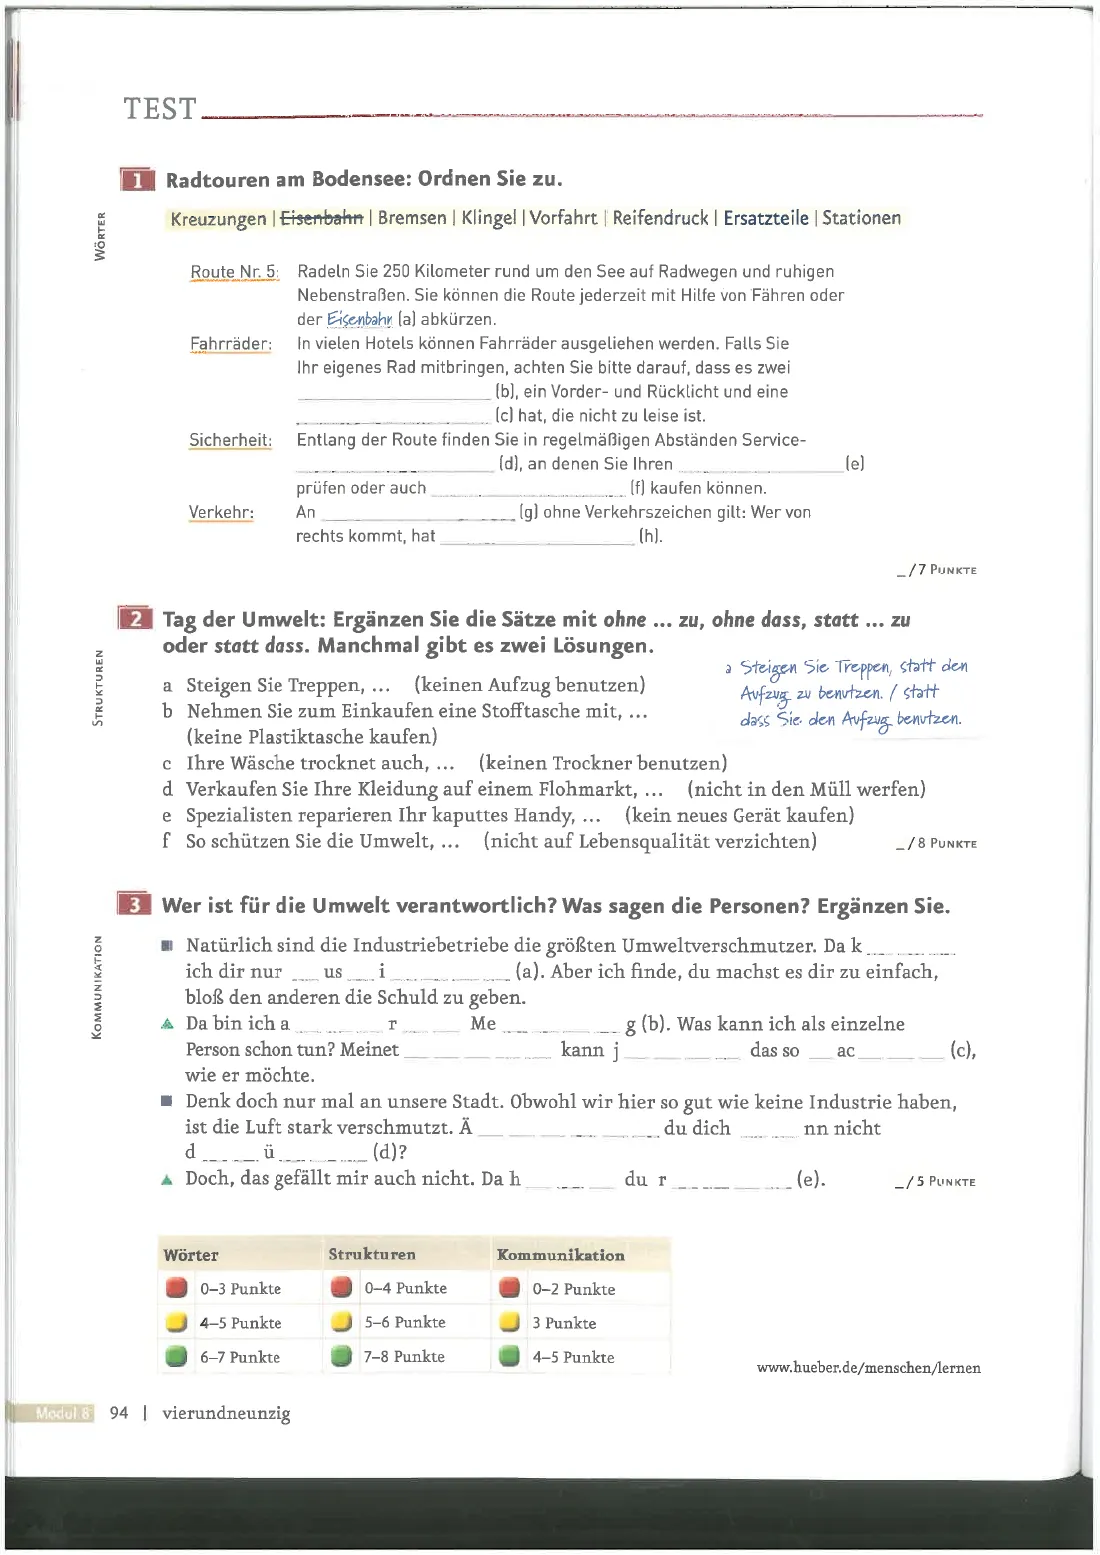 TEST
1 Radtouren am Bodensee: Ordnen Sie zu.
WÖRTER
Kreuzungen | Eisenbahn | Bremsen | Klingel | Vorfahrt | Reifendruck | Ersatzteile | Stationen
Route Nr. 5: Radeln Sie 250 Kilometer rund um den See auf Radwegen und ruhigen
Nebenstraßen. Sie können die Route jederzeit mit Hilfe von Fähren oder
der Eisenbahn (a) abkürzen.
Fahrräder: In vielen Hotels können Fahrräder ausgeliehen werden. Falls Sie
Ihr eigenes Rad mitbringen, achten Sie bitte darauf, dass es zwei
____________ (b), ein Vorder- und Rücklicht und eine
____________ (c) hat, die nicht zu leise ist.
Sicherheit: Entlang der Route finden Sie in regelmäßigen Abständen Service-
____________ (d), an denen Sie Ihren ____________ (e)
prüfen oder auch ____________ (f) kaufen können.
Verkehr: An ____________ (g) ohne Verkehrszeichen gilt: Wer von
rechts kommt, hat ____________ (h).
_ / 7 PUNKTE
2 Tag der Umwelt: Ergänzen Sie die Sätze mit ohne ... zu, ohne dass, statt ... zu
oder statt dass. Manchmal gibt es zwei Lösungen.
STRUKTUREN
a Steigen Sie Treppen, statt den
Aufzug zu benutzen. / statt
dass Sie den Aufzug benutzen.
a Steigen Sie Treppen, ... (keinen Aufzug benutzen)
b Nehmen Sie zum Einkaufen eine Stofftasche mit, ...
(keine Plastiktasche kaufen)
c Ihre Wäsche trocknet auch, ... (keinen Trockner benutzen)
d Verkaufen Sie Ihre Kleidung auf einem Flohmarkt, ... (nicht in den Müll werfen)
e Spezialisten reparieren Ihr kaputtes Handy, ... (kein neues Gerät kaufen)
f So schützen Sie die Umwelt, ... (nicht auf Lebensqualität verzichten) _ / 8 PUNKTE
3 Wer ist für die Umwelt verantwortlich? Was sagen die Personen? Ergänzen Sie.
KOMMUNIKATION
■ Natürlich sind die Industriebetriebe die größten Umweltverschmutzer. Da k _ _ _ _
ich dir nur _ us _ i _ _ _ _ _ (a). Aber ich finde, du machst es dir zu einfach,
bloß den anderen die Schuld zu geben.
▲ Da bin ich a _ _ _ r _ _ Me _ _ _ _ g (b). Was kann ich als einzelne
Person schon tun? Meinet _ _ _ _ _ kann j _ _ _ _ das so _ ac _ _ _ (c),
wie er möchte.
■ Denk doch nur mal an unsere Stadt. Obwohl wir hier so gut wie keine Industrie haben,
ist die Luft stark verschmutzt. Ä _ _ _ _ _ _ du dich _ _ nn nicht
d _ _ ü _ _ _ (d)?
▲ Doch, das gefällt mir auch nicht. Da h _ _ _ du r _ _ _ _ (e). _ / 5 PUNKTE
Wörter Strukturen Kommunikation
0–3 Punkte 0–4 Punkte 0–2 Punkte
4–5 Punkte 5–6 Punkte 3 Punkte
6–7 Punkte 7–8 Punkte 4–5 Punkte
www.hueber.de/menschen/lernen
Modul 8 94 | vierundneunzig